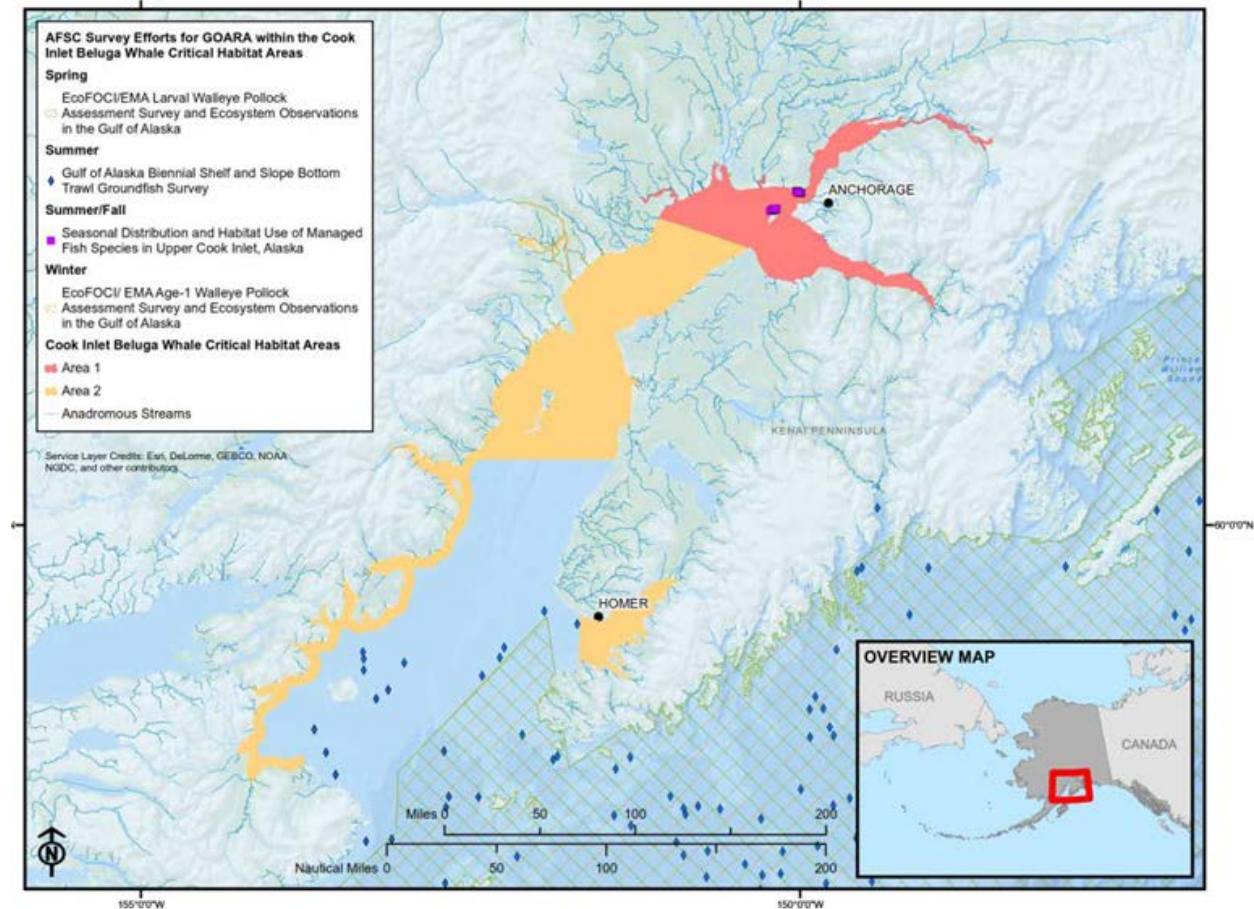 AFSC Survey Efforts for GOARA within the Cook
Inlet Beluga Whale Critical Habitat Areas
Spring
EcoFOCI/EMA Larval Walleye Pollock
Assessment Survey and Ecosystem Observations
in the Gulf of Alaska
Summer
Gulf of Alaska Biennial Shelf and Slope Bottom
Trawl Groundfish Survey
Summer/Fall
Seasonal Distribution and Habitat Use of Managed
Fish Species in Upper Cook Inlet, Alaska
Winter
EcoFOCI/ EMA Age-1 Walleye Pollock
Assessment Survey and Ecosystem Observations
in the Gulf of Alaska
Cook Inlet Beluga Whale Critical Habitat Areas
Area 1
Area 2
Anadromous Streams
Service Layer Credits: Esri, DeLorme, GEBCO, NOAA
NGDC, and other contributors
ANCHORAGE
Prince
William
Sound
KENAI PENNINSULA
60°0'0"N
HOMER
OVERVIEW MAP
RUSSIA
CANADA
Miles 0 50 100 200
Nautical Miles 0 50 100 200
N
155°0'0"W
150°0'0"W